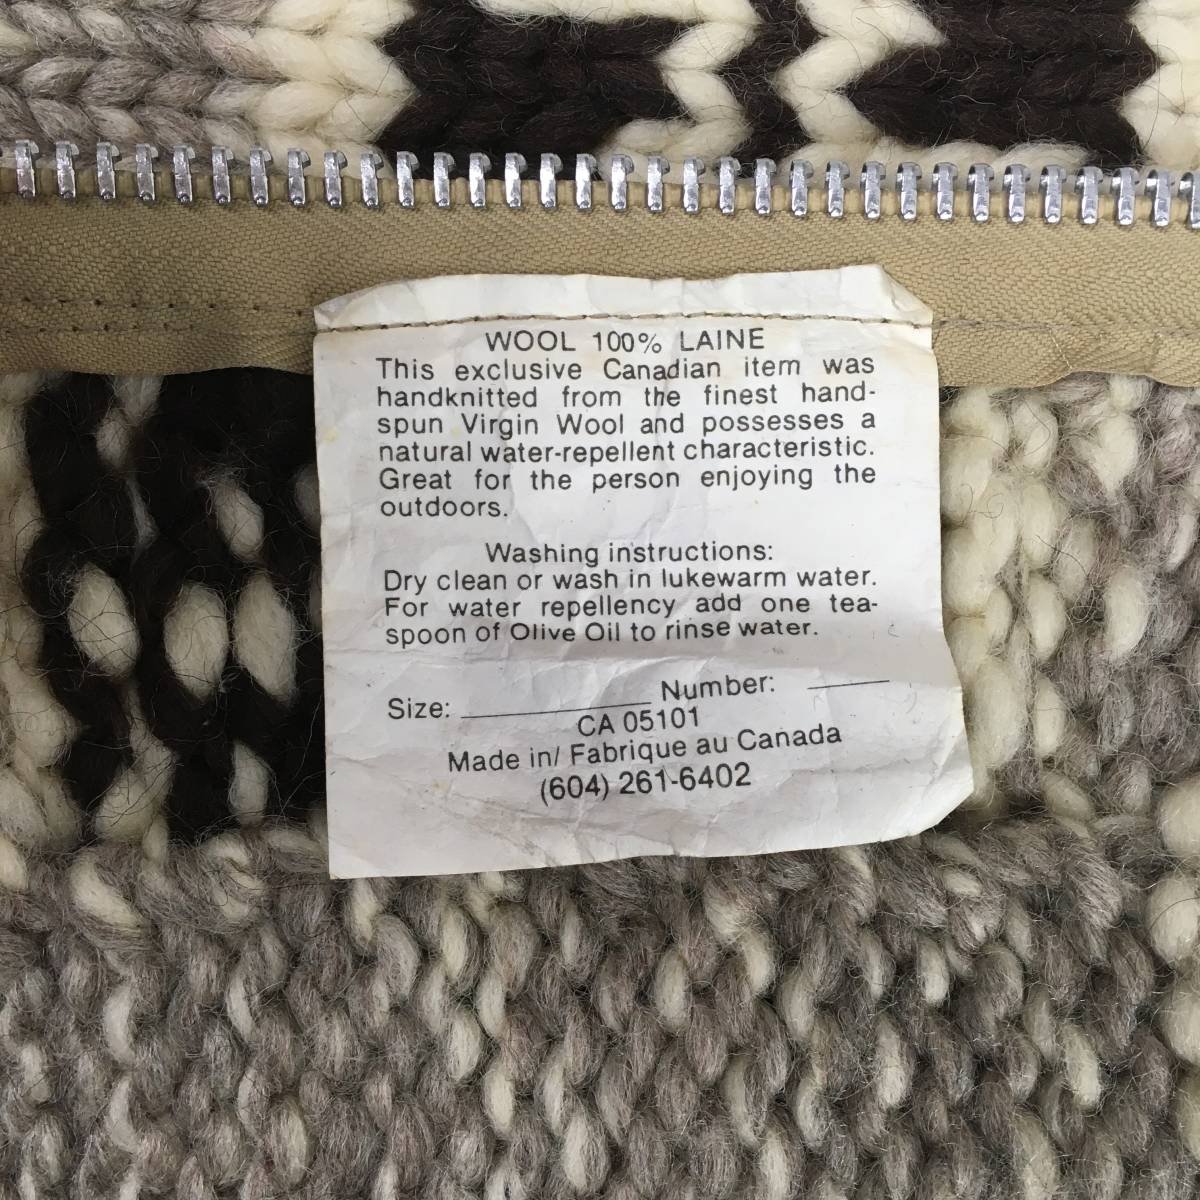 WOOL 100% LAINE
This exclusive Canadian item was
handknitted from the finest hand-
spun Virgin Wool and possesses a
natural water-repellent characteristic.
Great for the person enjoying the
outdoors.
Washing instructions:
Dry clean or wash in lukewarm water.
For water repellency add one tea-
spoon of Olive Oil to rinse water.
Size: ____________ Number: ______
CA 05101
Made in/ Fabrique au Canada
(604) 261-6402